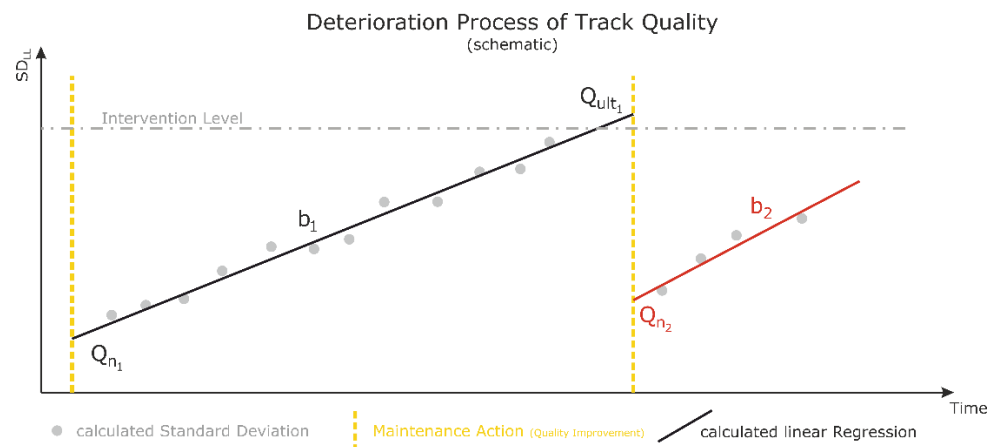 Deterioration Process of Track Quality
(schematic)
SD_LL
Intervention Level
Q_ult₁
b₁
b₂
Q_n₁
Q_n₂
Time
calculated Standard Deviation
Maintenance Action (Quality Improvement)
calculated linear Regression